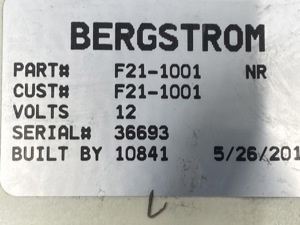 BERGSTROM
PART# F21-1001 NR
CUST# F21-1001
VOLTS 12
SERIAL# 36693
BUILT BY 10841 5/26/201